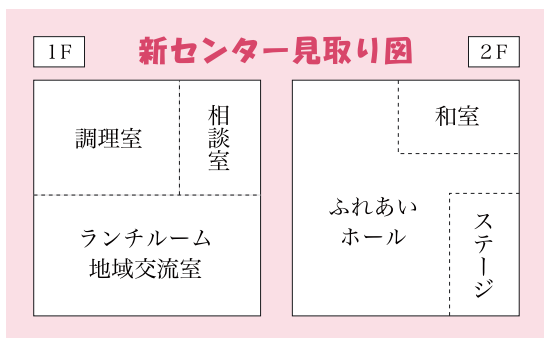 新センター見取り図
1F
調理室
相談室
ランチルーム
地域交流室
2F
和室
ふれあい
ホール
ステージ